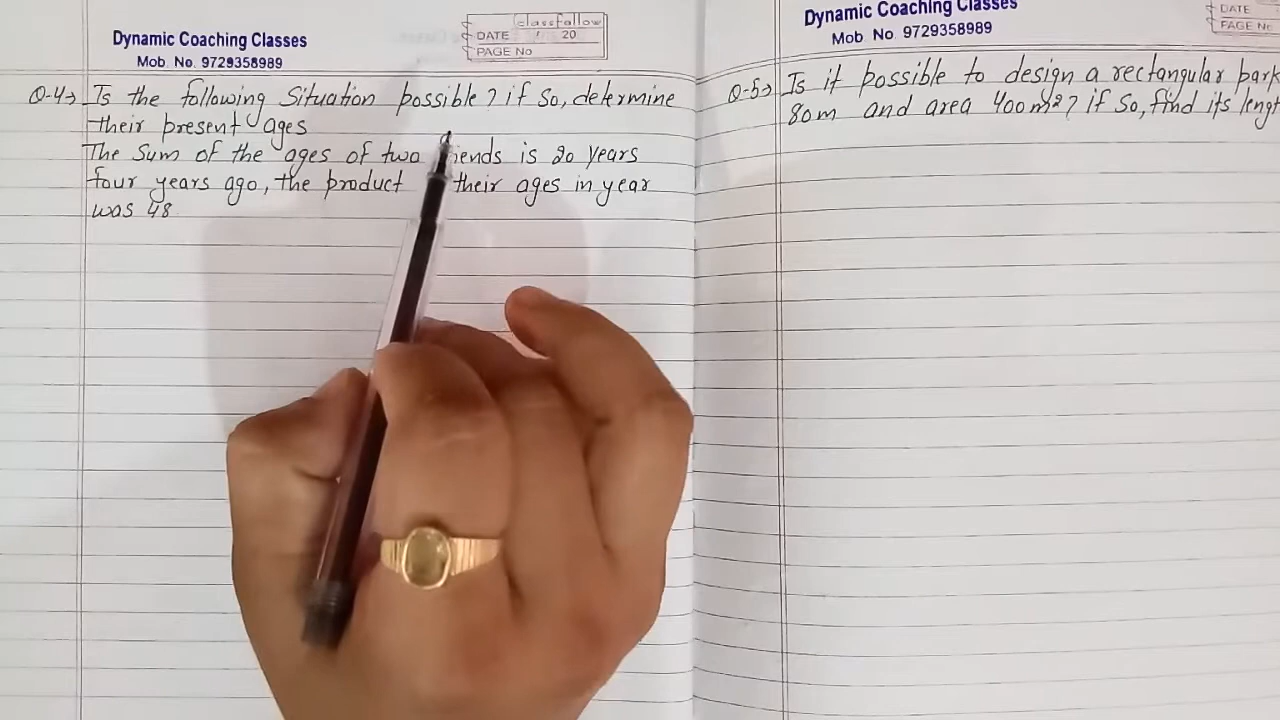 Dynamic Coaching Classes
Mob. No. 9729358989
classfellow
DATE / 20
PAGE No
Q-4→ Is the following Situation possible? if So, determine
their present ages
The Sum of the ages of two is 20 years
four years ago, the product their ages in year
was 48
Dynamic Coaching Classes
Mob No 9729358989
DATE
PAGE No
Q-5→ Is it possible to design a rectangular park
80m and area 400m²? if So, find its